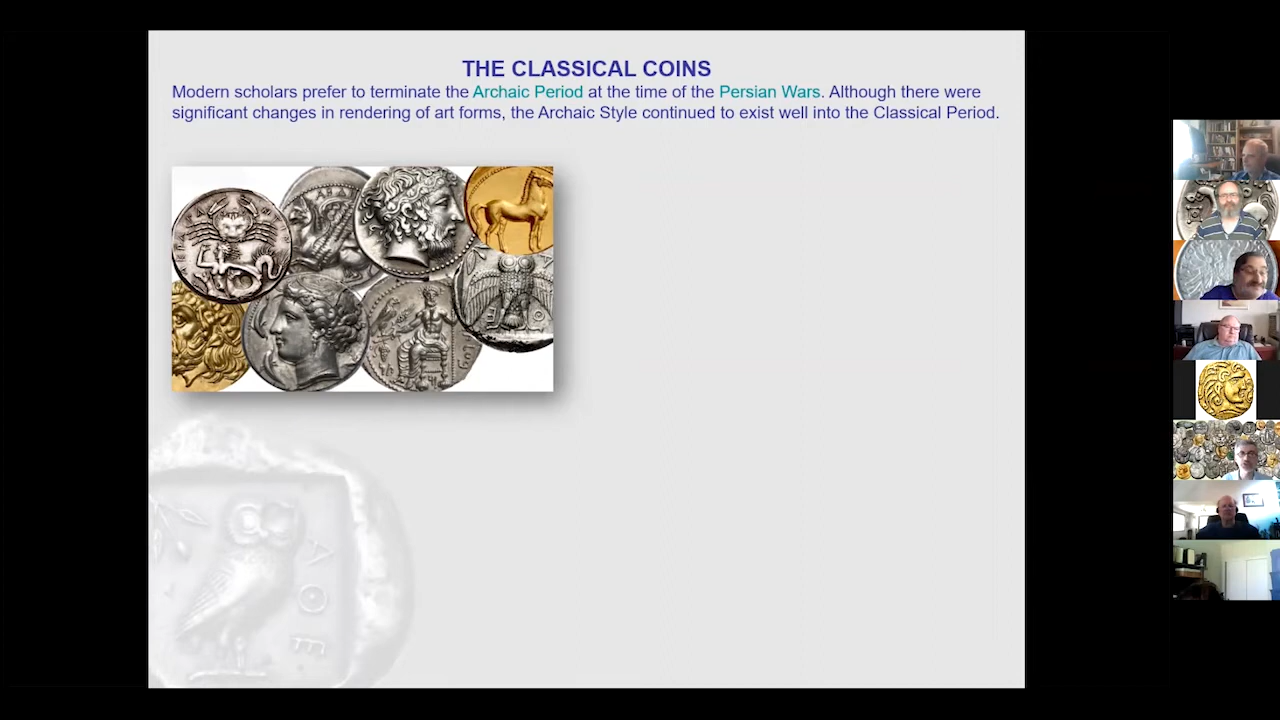 THE CLASSICAL COINS
Modern scholars prefer to terminate the Archaic Period at the time of the Persian Wars. Although there were
significant changes in rendering of art forms, the Archaic Style continued to exist well into the Classical Period.
ΑΘΕ